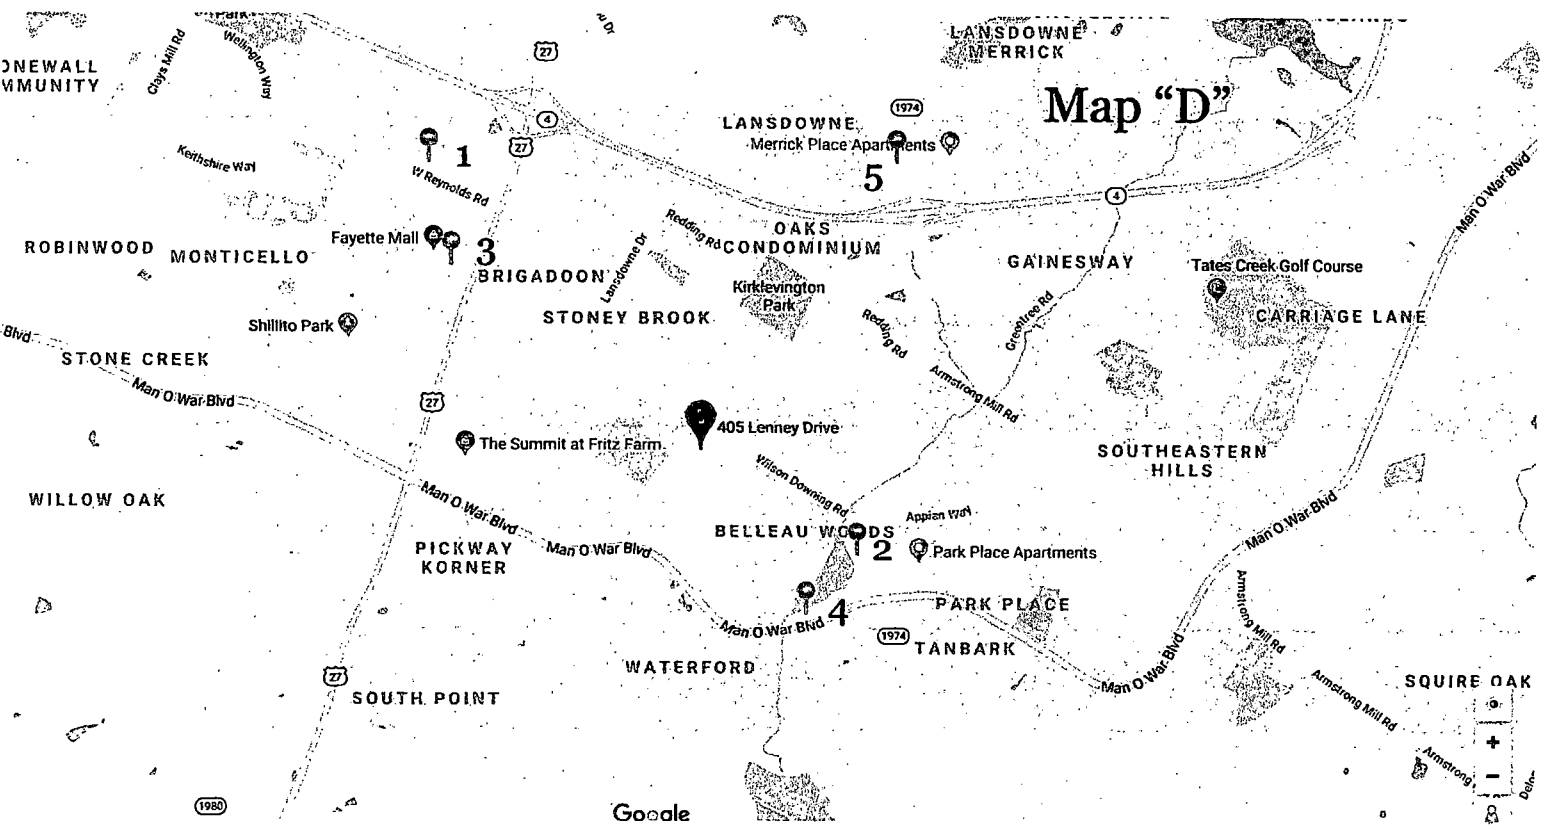 Park
27
LANSDOWNE
MERRICK
ONEWALL
MMUNITY
Clays Mill Rd
Wellington Way
Map “D”
1974
LANSDOWNE
4
Merrick Place Apartments
27
1
5
Keithshire Way
W Reynolds Rd
4
Man O War Blvd
Redding Rd
OAKS
CONDOMINIUM
Fayette Mall
3
ROBINWOOD
MONTICELLO
BRIGADOON
Lansdowne Dr
GAINESWAY
Tates Creek Golf Course
Kirklevington
Park
STONEY BROOK
CARRIAGE LANE
Shillito Park
Redding Rd
Greentree Rd
Blvd
STONE CREEK
Man O War Blvd
Armstrong Mill Rd
27
405 Lenney Drive
The Summit at Fritz Farm
SOUTHEASTERN
HILLS
Wilson Downing Rd
WILLOW OAK
Man O War Blvd
Appian Way
Man O War Blvd
BELLEAU WOODS
2
PICKWAY
KORNER
Man O War Blvd
Park Place Apartments
Armstrong Mill Rd
4
PARK PLACE
Man O War Blvd
1974
TANBARK
Man O War Blvd
WATERFORD
27
SOUTH POINT
SQUIRE OAK
Armstrong Mill Rd
+
Armstrong
−
1980
Google